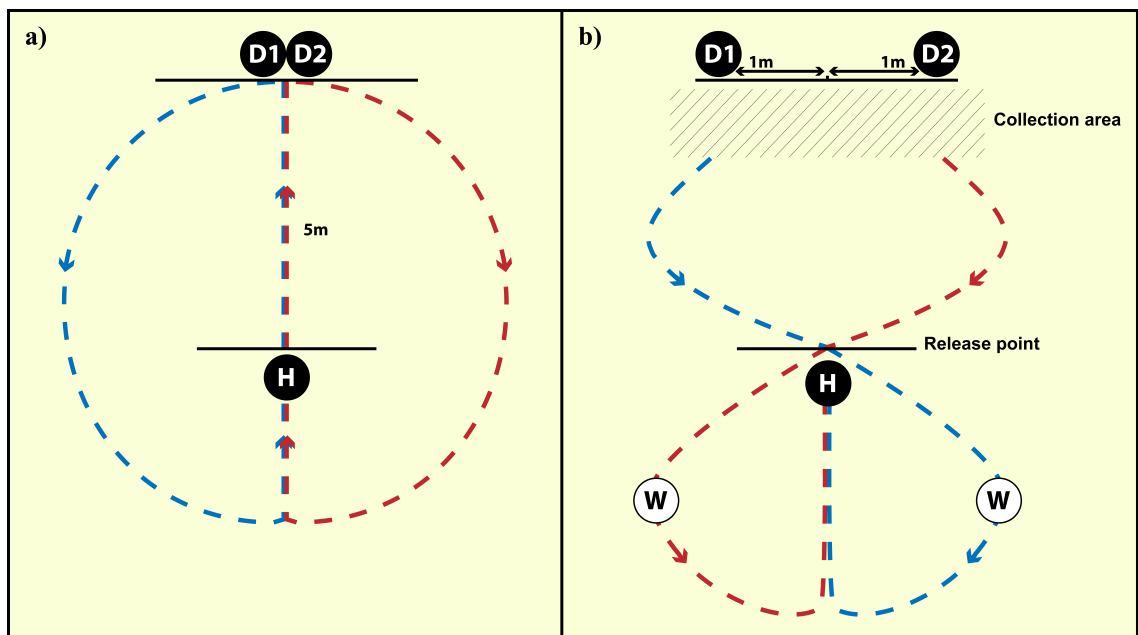 a)
D1 D2
5m
H
b)
D1 D2
1m 1m
Collection area
Release point
H
W W